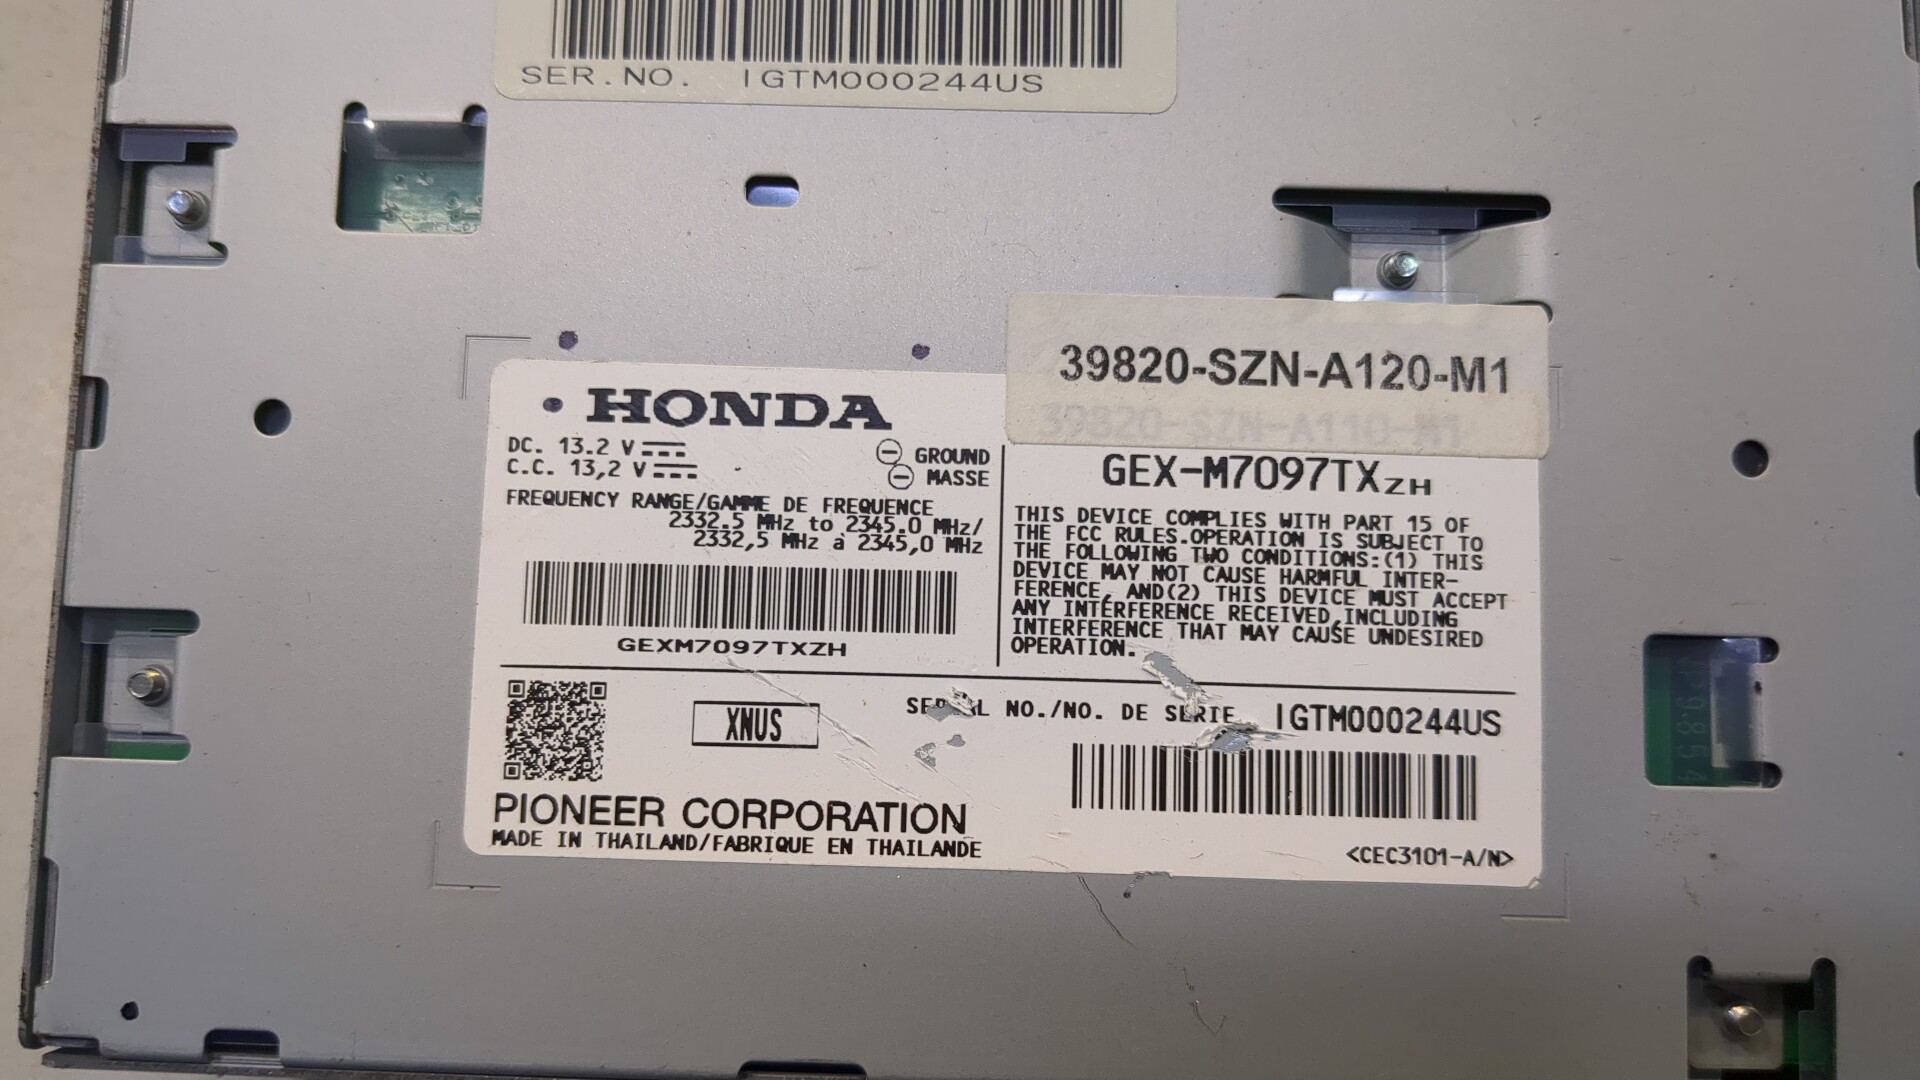 SER.NO. IGTM000244US
39820-SZN-A120-M1
39820-SZN-A110-M1
HONDA
DC. 13.2 V
C.C. 13,2 V
GROUND
MASSE
FREQUENCY RANGE/GAMME DE FREQUENCE
2332.5 MHz to 2345.0 MHz/
2332,5 MHz à 2345,0 MHz
GEXM7097TXZH
GEX-M7097TXZH
THIS DEVICE COMPLIES WITH PART 15 OF
THE FCC RULES.OPERATION IS SUBJECT TO
THE FOLLOWING TWO CONDITIONS:(1) THIS
DEVICE MAY NOT CAUSE HARMFUL INTER-
FERENCE, AND(2) THIS DEVICE MUST ACCEPT
ANY INTERFERENCE RECEIVED,INCLUDING
INTERFERENCE THAT MAY CAUSE UNDESIRED
OPERATION.
XNUS
SERIAL NO./NO. DE SERIE IGTM000244US
PIONEER CORPORATION
MADE IN THAILAND/FABRIQUE EN THAILANDE
<CEC3101-A/N>